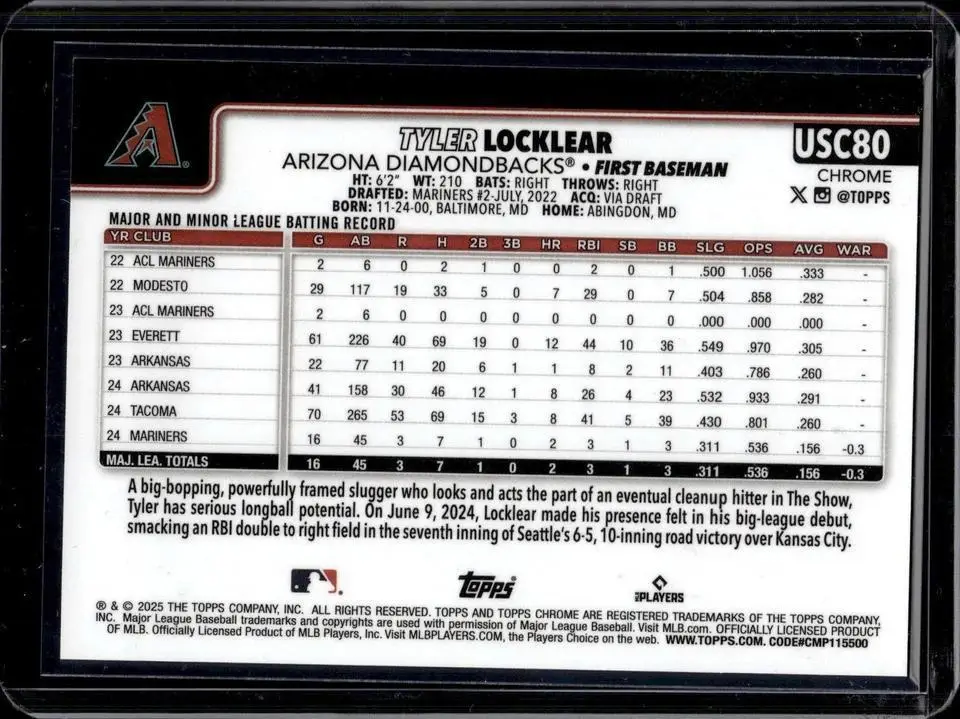 TYLER LOCKLEAR
USC80
ARIZONA DIAMONDBACKS® • FIRST BASEMAN
CHROME
HT: 6'2" WT: 210 BATS: RIGHT THROWS: RIGHT
DRAFTED: MARINERS #2-JULY, 2022 ACQ: VIA DRAFT
@TOPPS
BORN: 11-24-00, BALTIMORE, MD HOME: ABINGDON, MD
MAJOR AND MINOR LEAGUE BATTING RECORD
YR CLUB G AB R H 2B 3B HR RBI SB BB SLG OPS AVG WAR
22 ACL MARINERS 2 6 0 2 1 0 0 2 0 1 .500 1.056 .333 -
22 MODESTO 29 117 19 33 5 0 7 29 0 7 .504 .858 .282 -
23 ACL MARINERS 2 6 0 0 0 0 0 0 0 0 .000 .000 .000 -
23 EVERETT 61 226 40 69 19 0 12 44 10 36 .549 .970 .305 -
23 ARKANSAS 22 77 11 20 6 1 1 8 2 11 .403 .786 .260 -
24 ARKANSAS 41 158 30 46 12 1 8 26 4 23 .532 .933 .291 -
24 TACOMA 70 265 53 69 15 3 8 41 5 39 .430 .801 .260 -
24 MARINERS 16 45 3 7 1 0 2 3 1 3 .311 .536 .156 -0.3
MAJ. LEA. TOTALS 16 45 3 7 1 0 2 3 1 3 .311 .536 .156 -0.3
A big-bopping, powerfully framed slugger who looks and acts the part of an eventual cleanup hitter in The Show,
Tyler has serious longball potential. On June 9, 2024, Locklear made his presence felt in his big-league debut,
smacking an RBI double to right field in the seventh inning of Seattle's 6-5, 10-inning road victory over Kansas City.
topps
PLAYERS
® & © 2025 THE TOPPS COMPANY, INC. ALL RIGHTS RESERVED. TOPPS AND TOPPS CHROME ARE REGISTERED TRADEMARKS OF THE TOPPS COMPANY,
INC. Major League Baseball trademarks and copyrights are used with permission of Major League Baseball. Visit MLB.com. OFFICIALLY LICENSED PRODUCT
OF MLB. Officially Licensed Product of MLB Players, Inc. Visit MLBPLAYERS.COM, the Players Choice on the web. WWW.TOPPS.COM. CODE#CMP115500